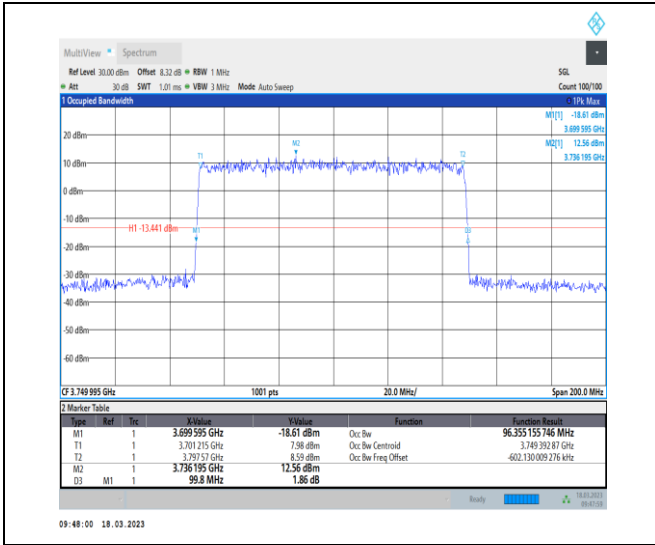 MultiView Spectrum
Ref Level 30.00 dBm Offset 8.32 dB RBW 1 MHz SGL
Att 30 dB SWT 1.01 ms VBW 3 MHz Mode Auto Sweep Count 100/100
1 Occupied Bandwidth 1Pk Max
M1[1] -18.61 dBm
3.699 595 GHz
M2[1] 12.56 dBm
3.736 195 GHz
20 dBm
M2
T1
T2
10 dBm
0 dBm
-10 dBm
H1 -13.441 dBm
M1
D3
-20 dBm
-30 dBm
-40 dBm
-50 dBm
-60 dBm
CF 3.749 995 GHz 1001 pts 20.0 MHz/ Span 200.0 MHz
2 Marker Table
Type Ref Trc X-Value Y-Value Function Function Result
M1 1 3.699 595 GHz -18.61 dBm Occ Bw 96.355 155 746 MHz
T1 1 3.701 215 GHz 7.98 dBm Occ Bw Centroid 3.749 392 87 GHz
T2 1 3.797 57 GHz 8.59 dBm Occ Bw Freq Offset -602.130 009 276 kHz
M2 1 3.736 195 GHz 12.56 dBm
D3 M1 1 99.8 MHz 1.86 dB
Ready 18.03.2023
09:47:59
09:48:00 18.03.2023